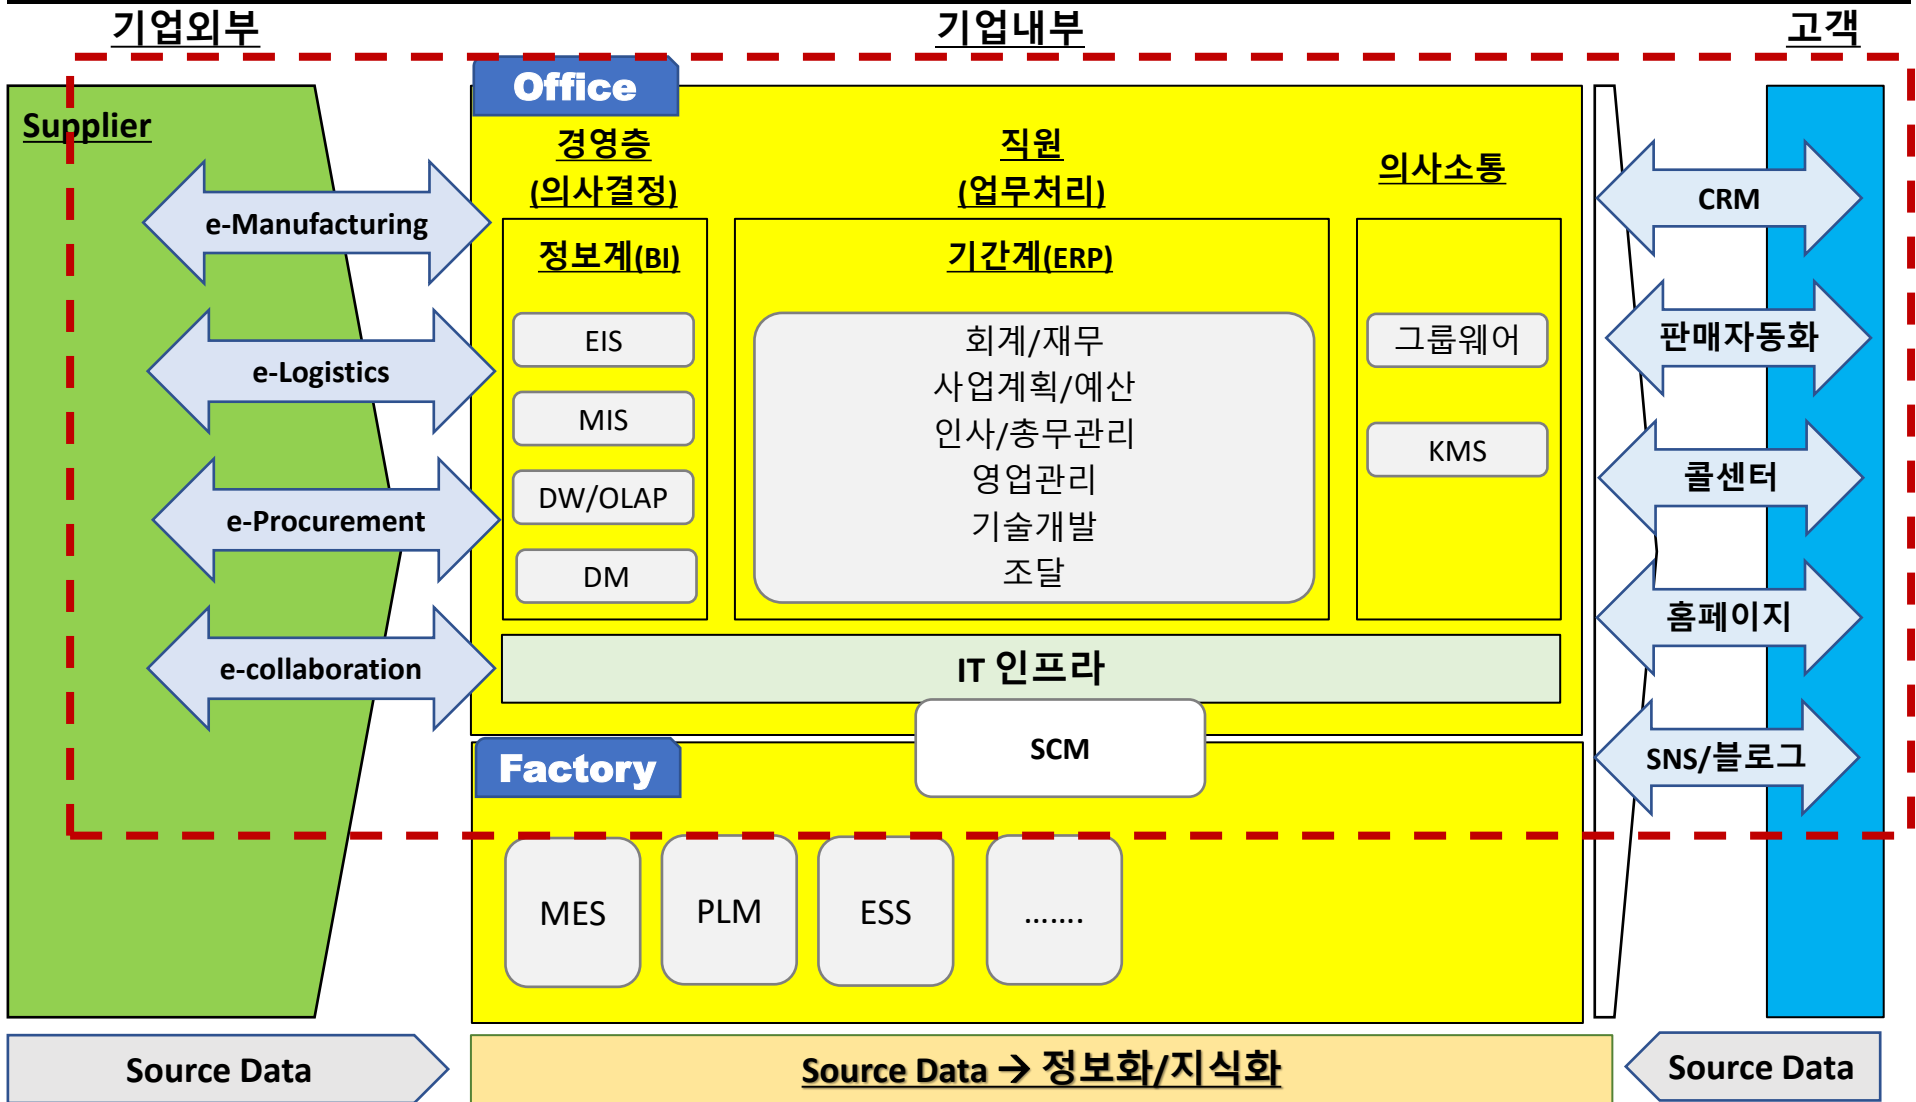 기업외부
기업내부
고객
Supplier
e-Manufacturing
e-Logistics
e-Procurement
e-collaboration
Office
경영층
(의사결정)
정보계(BI)
EIS
MIS
DW/OLAP
DM
직원
(업무처리)
기간계(ERP)
회계/재무
사업계획/예산
인사/총무관리
영업관리
기술개발
조달
의사소통
그룹웨어
KMS
IT 인프라
SCM
Factory
MES
PLM
ESS
.......
CRM
판매자동화
콜센터
홈페이지
SNS/블로그
Source Data
Source Data → 정보화/지식화
Source Data